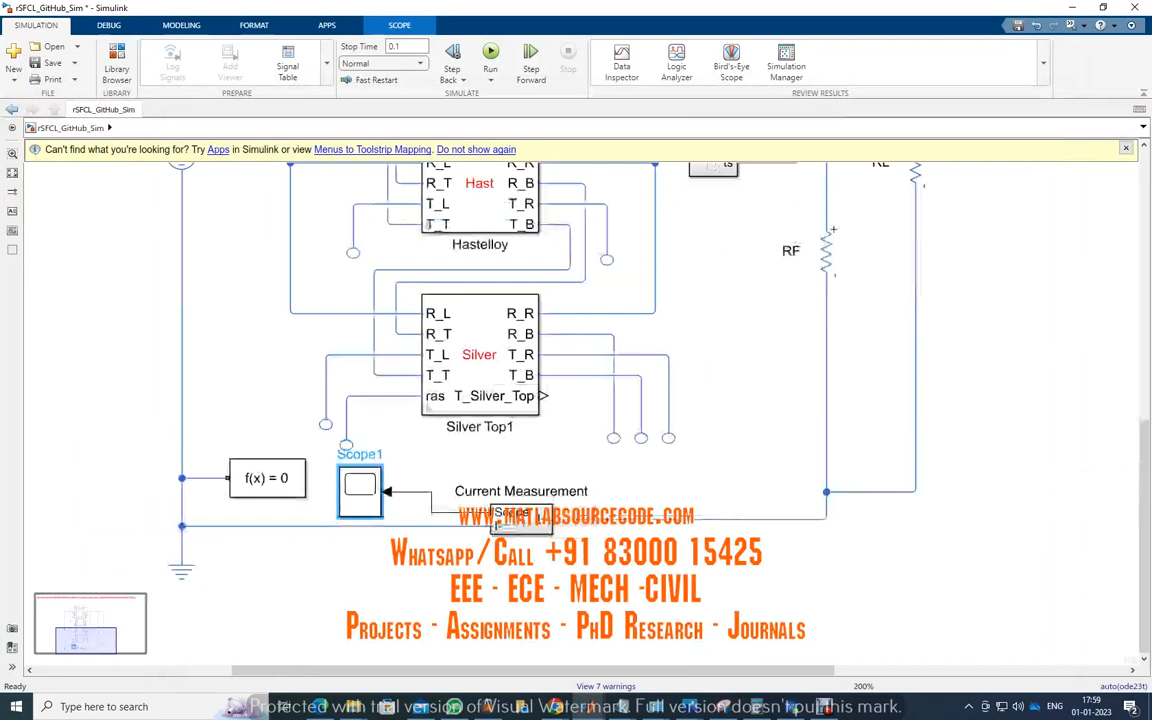 rSFCL_GitHub_Sim * - Simulink
SIMULATION DEBUG MODELING FORMAT APPS SCOPE
New
Open
Save
Print
FILE
Library Browser
LIBRARY
Log Signals
Add Viewer
Signal Table
PREPARE
Stop Time 0.1
Normal
Fast Restart
Step Back
Run
Step Forward
Stop
SIMULATE
Data Inspector
Logic Analyzer
Bird's-Eye Scope
Simulation Manager
REVIEW RESULTS
rSFCL_GitHub_Sim
rSFCL_GitHub_Sim
Can't find what you're looking for? Try Apps in Simulink or view Menus to Toolstrip Mapping. Do not show again
R_T Hast R_B
T_L T_R
T_T T_B
Hastelloy
RF
R_L R_R
R_T R_B
T_L Silver T_R
T_T T_B
ras T_Silver_Top
Silver Top1
Scope1
f(x) = 0
Current Measurement
www.matlabsourcecode.com
Whatsapp/Call +91 83000 15425
EEE - ECE - MECH -CIVIL
Projects - Assignments - PhD Research - Journals
Ready View 7 warnings 200% auto(ode23t)
Type here to search
Protected with trial version of Visual Watermark. Full version doesn't put this mark.
ENG
17:59
01-01-2023
2